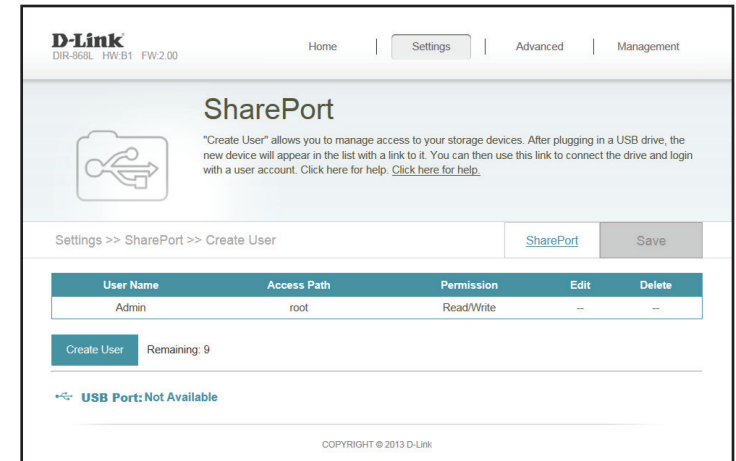 D-Link
DIR-868L HW:B1 FW:2.00
Home | Settings | Advanced | Management
SharePort
"Create User" allows you to manage access to your storage devices. After plugging in a USB drive, the
new device will appear in the list with a link to it. You can then use this link to connect the drive and login
with a user account. Click here for help. Click here for help.
Settings >> SharePort >> Create User SharePort Save
User Name Access Path Permission Edit Delete
Admin root Read/Write -- --
Create User Remaining: 9
USB Port: Not Available
COPYRIGHT © 2013 D-Link